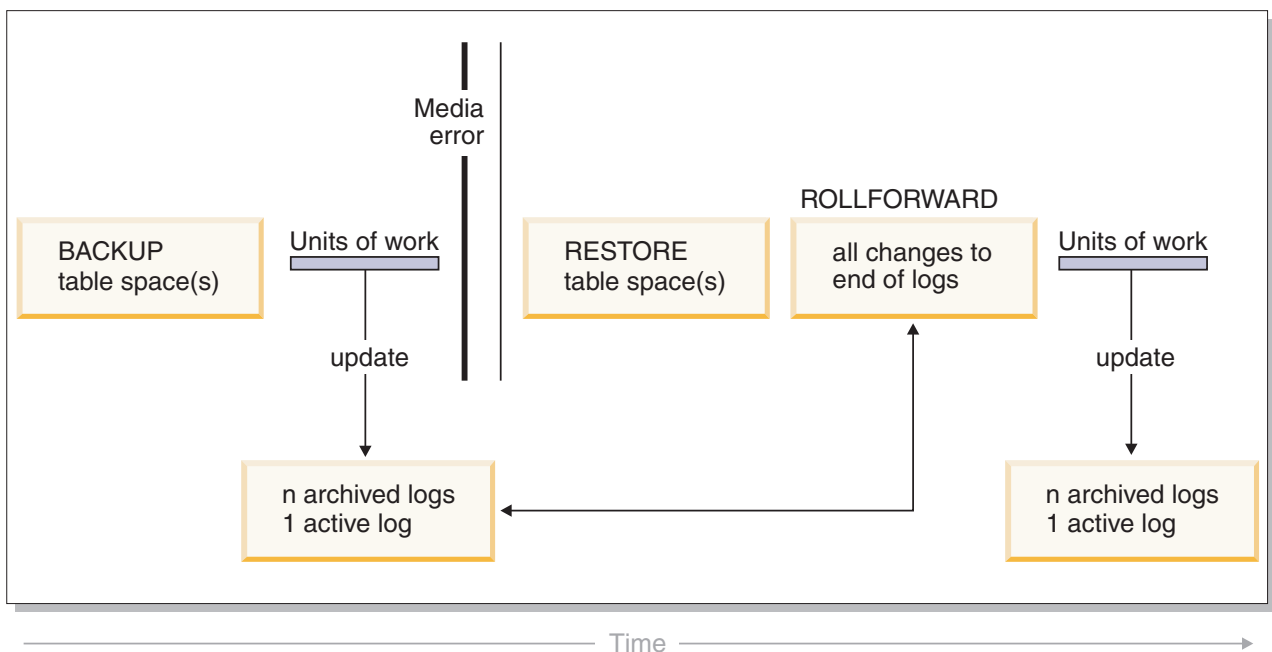 Media
error
ROLLFORWARD
BACKUP
table space(s)
Units of work
RESTORE
table space(s)
all changes to
end of logs
Units of work
update
update
n archived logs
1 active log
n archived logs
1 active log
Time